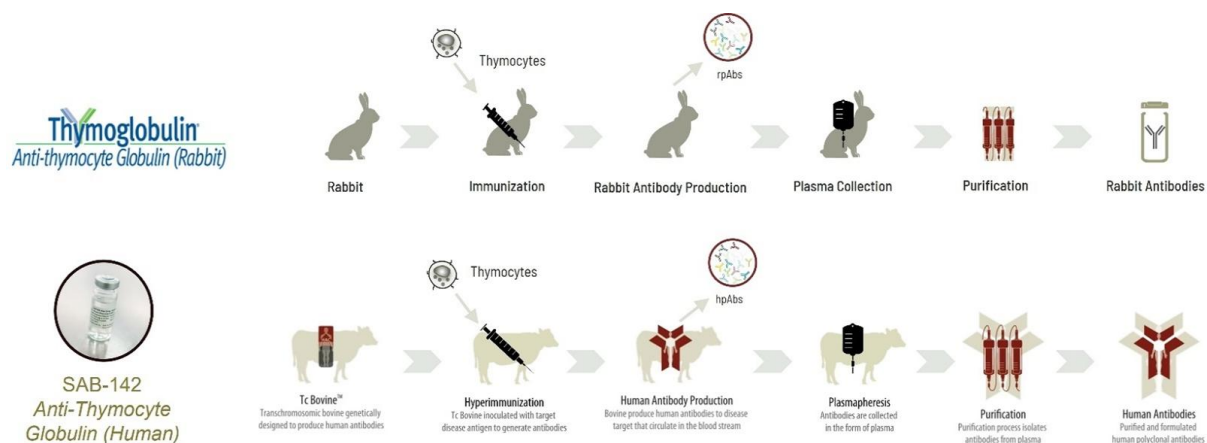 Thymocytes
rpAbs
Thymoglobulin®
Anti-thymocyte Globulin (Rabbit)
Rabbit
Immunization
Rabbit Antibody Production
Plasma Collection
Purification
Rabbit Antibodies
Thymocytes
hpAbs
SAB-142
Anti-Thymocyte
Globulin (Human)
Tc Bovine™
Transchromosomic bovine genetically
designed to produce human antibodies
Hyperimmunization
Tc Bovine inoculated with target
disease antigen to generate antibodies
Human Antibody Production
Bovine produce human antibodies to disease
target that circulate in the blood stream
Plasmapheresis
Antibodies are collected
in the form of plasma
Purification
Purification process isolates
antibodies from plasma
Human Antibodies
Purified and formulated
human polyclonal antibodies